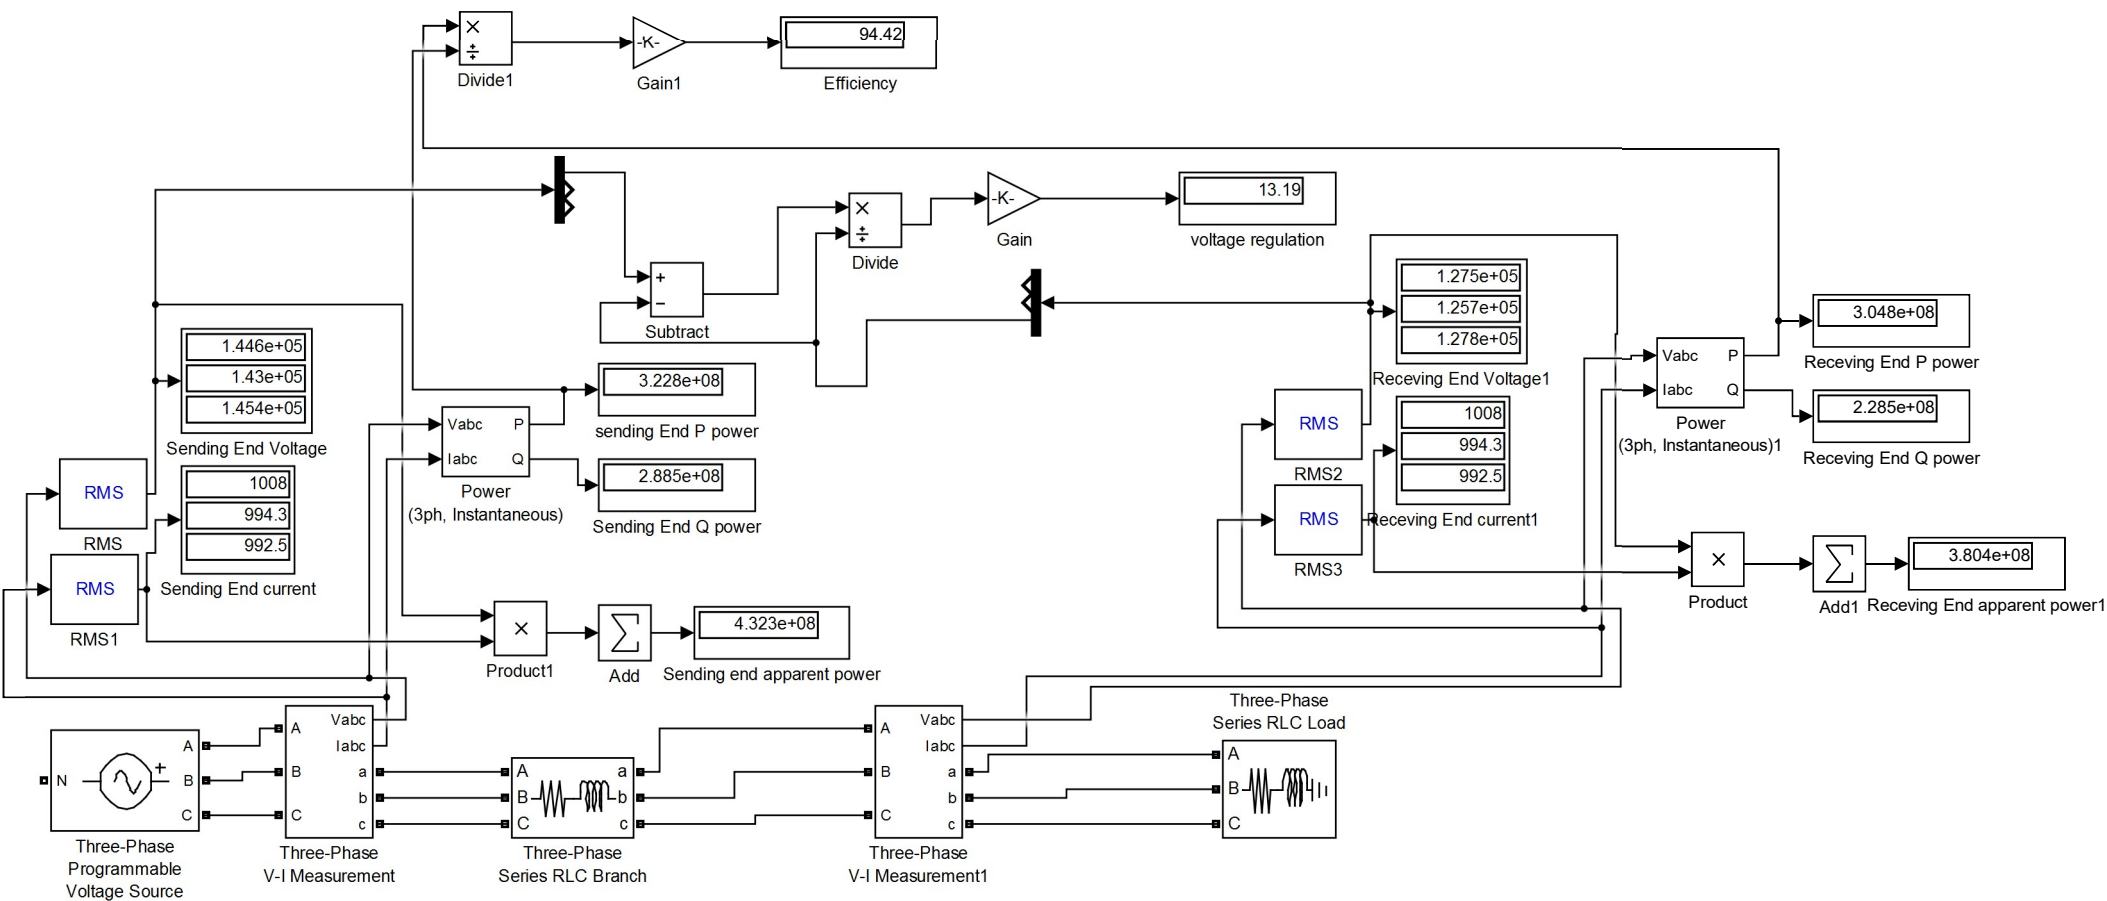 ×
÷
Divide1
-K-
Gain1
94.42
Efficiency
×
÷
Divide
-K-
Gain
13.19
voltage regulation
+
−
Subtract
1.446e+05
1.43e+05
1.454e+05
Sending End Voltage
1008
994.3
992.5
Sending End current
RMS
RMS
RMS
RMS1
Vabc P
Iabc Q
Power
(3ph, Instantaneous)
3.228e+08
sending End P power
2.885e+08
Sending End Q power
×
Product1
Add
4.323e+08
Sending end apparent power
1.275e+05
1.257e+05
1.278e+05
Receving End Voltage1
1008
994.3
992.5
Receving End current1
RMS
RMS2
RMS
RMS3
Vabc P
Iabc Q
Power
(3ph, Instantaneous)1
3.048e+08
Receving End P power
2.285e+08
Receving End Q power
×
Product
Σ
Add1
3.804e+08
Receving End apparent power1
N
+
A
B
C
Three-Phase
Programmable
Voltage Source
Vabc
A
Iabc
B a
b
C c
Three-Phase
V-I Measurement
A a
B b
C c
Three-Phase
Series RLC Branch
Vabc
A
Iabc
B a
b
C c
Three-Phase
V-I Measurement1
Three-Phase
Series RLC Load
A
B
C